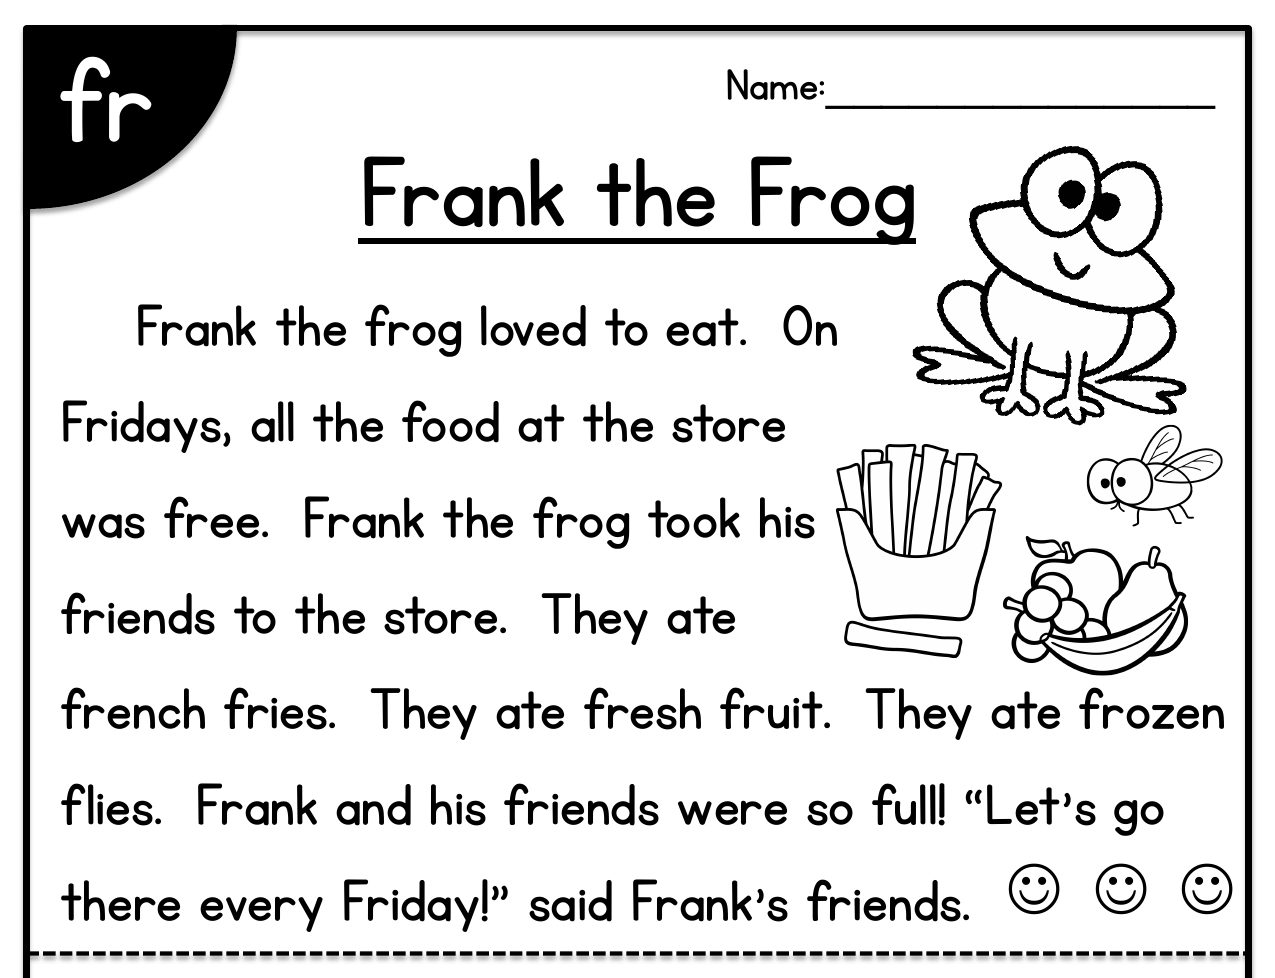 fr
Name:
Frank the Frog
Frank the frog loved to eat. On
Fridays, all the food at the store
was free. Frank the frog took his
friends to the store. They ate
french fries. They ate fresh fruit. They ate frozen
flies. Frank and his friends were so full! “Let’s go
there every Friday!” said Frank’s friends.